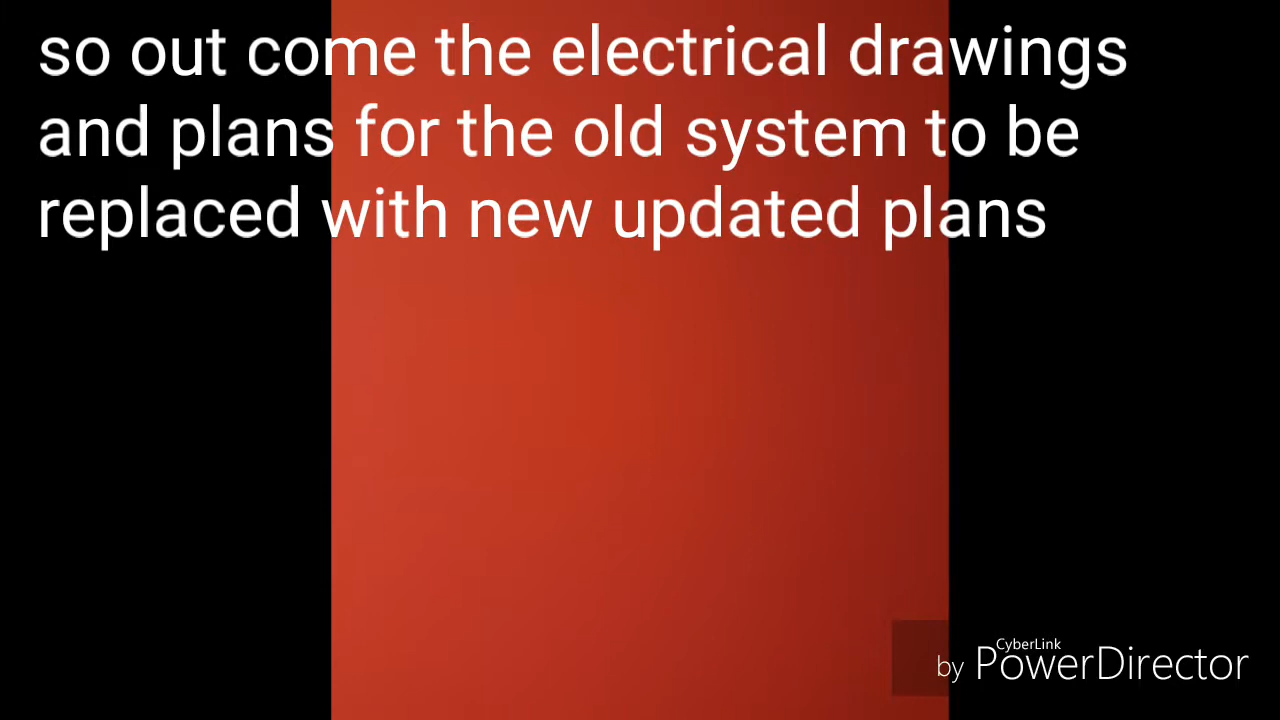 so out come the electrical drawings
and plans for the old system to be
replaced with new updated plans
CyberLink
by PowerDirector